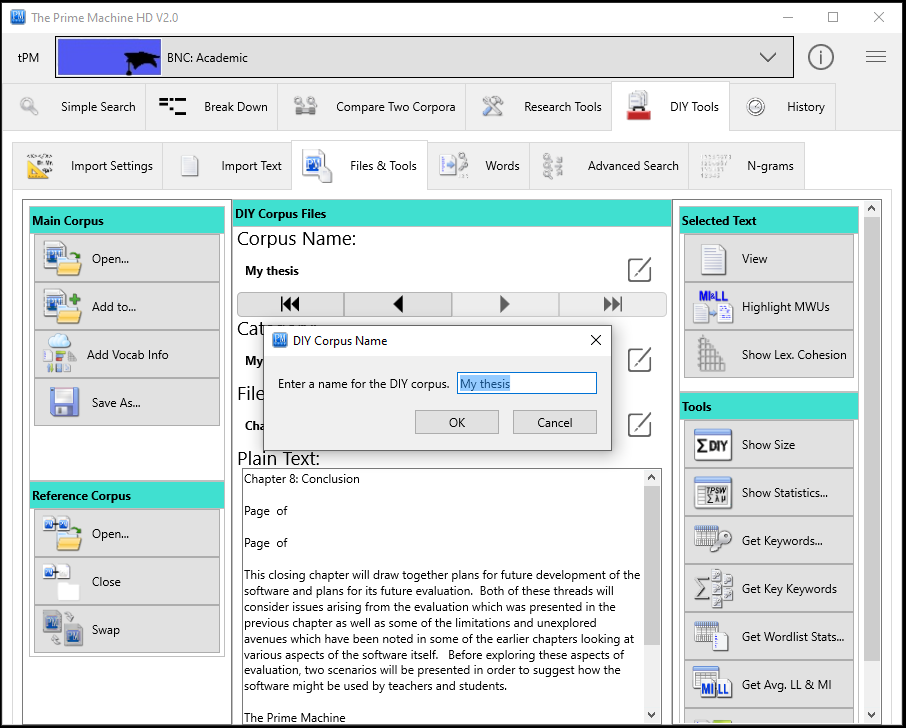 The Prime Machine HD V2.0
tPM
BNC: Academic
Simple Search
Break Down
Compare Two Corpora
Research Tools
DIY Tools
History
Import Settings
Import Text
Files & Tools
Words
Advanced Search
N-grams
Main Corpus
Open...
Add to...
Add Vocab Info
Save As...
Reference Corpus
Open...
Close
Swap
DIY Corpus Files
Corpus Name:
My thesis
DIY Corpus Name
Enter a name for the DIY corpus.
My thesis
OK
Cancel
My
File
Cha
Plain Text:
Chapter 8: Conclusion
Page of
Page of
This closing chapter will draw together plans for future development of the
software and plans for its future evaluation. Both of these threads will
consider issues arising from the evaluation which was presented in the
previous chapter as well as some of the limitations and unexplored
avenues which have been noted in some of the earlier chapters looking at
various aspects of the software itself. Before exploring these aspects of
evaluation, two scenarios will be presented in order to suggest how the
software might be used by teachers and students.
The Prime Machine
Selected Text
View
MI&LL
Highlight MWUs
Show Lex. Cohesion
Tools
ΣDIY
Show Size
Show Statistics...
Get Keywords...
Get Key Keywords
Get Wordlist Stats...
MI/LL
Get Avg. LL & MI